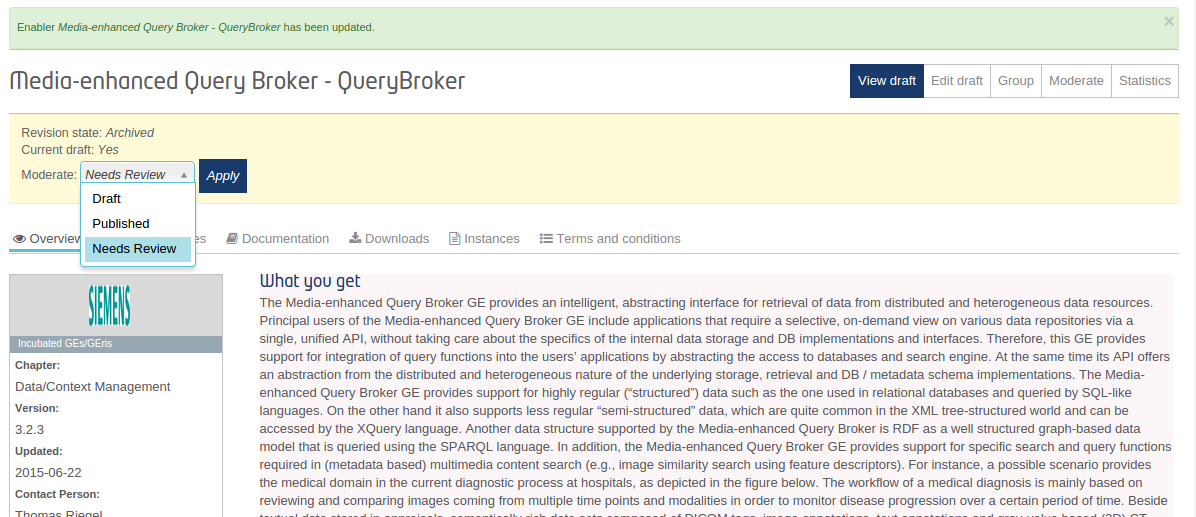 Enabler Media-enhanced Query Broker - QueryBroker has been updated.
×
Media-enhanced Query Broker - QueryBroker
View draft Edit draft Group Moderate Statistics
Revision state: Archived
Current draft: Yes
Moderate: Needs Review Apply
Draft
Published
Needs Review
Overview es Documentation Downloads Instances Terms and conditions
SIEMENS
Incubated GEs/GEris
Chapter:
Data/Context Management
Version:
3.2.3
Updated:
2015-06-22
Contact Person:
Thomas Riegel
What you get
The Media-enhanced Query Broker GE provides an intelligent, abstracting interface for retrieval of data from distributed and heterogeneous data resources.
Principal users of the Media-enhanced Query Broker GE include applications that require a selective, on-demand view on various data repositories via a
single, unified API, without taking care about the specifics of the internal data storage and DB implementations and interfaces. Therefore, this GE provides
support for integration of query functions into the users’ applications by abstracting the access to databases and search engine. At the same time its API offers
an abstraction from the distributed and heterogeneous nature of the underlying storage, retrieval and DB / metadata schema implementations. The Media-
enhanced Query Broker GE provides support for highly regular (“structured”) data such as the one used in relational databases and queried by SQL-like
languages. On the other hand it also supports less regular “semi-structured” data, which are quite common in the XML tree-structured world and can be
accessed by the XQuery language. Another data structure supported by the Media-enhanced Query Broker is RDF as a well structured graph-based data
model that is queried using the SPARQL language. In addition, the Media-enhanced Query Broker GE provides support for specific search and query functions
required in (metadata based) multimedia content search (e.g., image similarity search using feature descriptors). For instance, a possible scenario provides
the medical domain in the current diagnostic process at hospitals, as depicted in the figure below. The workflow of a medical diagnosis is mainly based on
reviewing and comparing images coming from multiple time points and modalities in order to monitor disease progression over a certain period of time. Beside